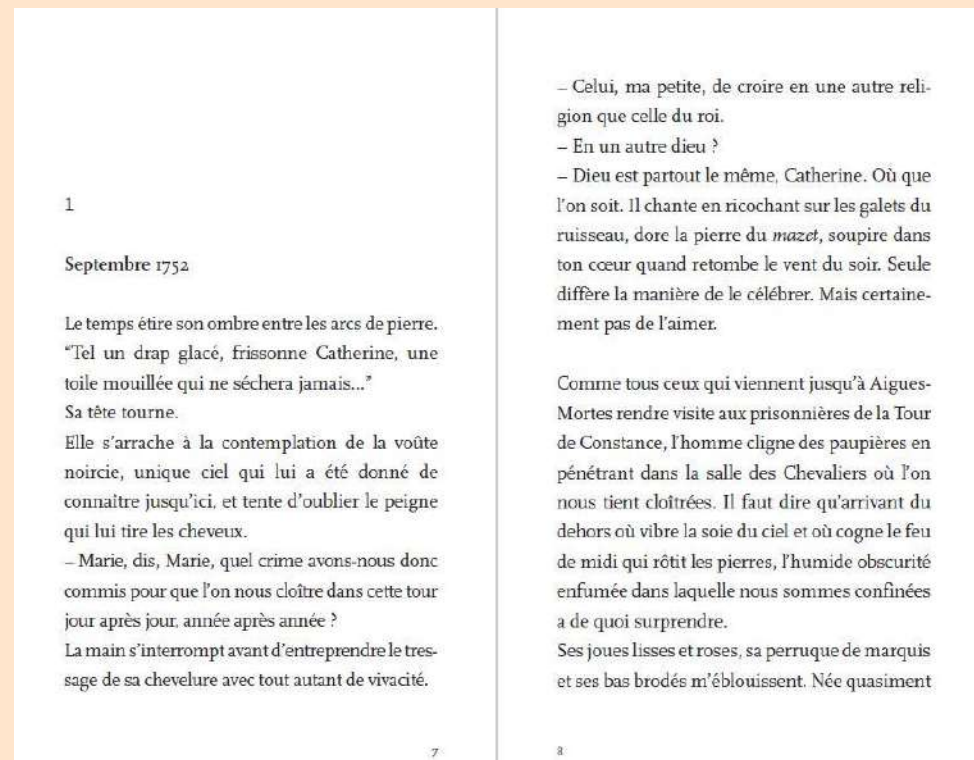 1
Septembre 1752
Le temps étire son ombre entre les arcs de pierre.
“Tel un drap glacé, frissonne Catherine, une
toile mouillée qui ne séchera jamais...”
Sa tête tourne.
Elle s’arrache à la contemplation de la voûte
noircie, unique ciel qui lui a été donné de
connaître jusqu’ici, et tente d’oublier le peigne
qui lui tire les cheveux.
– Marie, dis, Marie, quel crime avons-nous donc
commis pour que l’on nous cloître dans cette tour
jour après jour, année après année ?
La main s’interrompt avant d’entreprendre le tres-
sage de sa chevelure avec tout autant de vivacité.
7
– Celui, ma petite, de croire en une autre reli-
gion que celle du roi.
– En un autre dieu ?
– Dieu est partout le même, Catherine. Où que
l’on soit. Il chante en ricochant sur les galets du
ruisseau, dore la pierre du mazet, soupire dans
ton cœur quand retombe le vent du soir. Seule
diffère la manière de le célébrer. Mais certaine-
ment pas de l’aimer.
Comme tous ceux qui viennent jusqu’à Aigues-
Mortes rendre visite aux prisonnières de la Tour
de Constance, l’homme cligne des paupières en
pénétrant dans la salle des Chevaliers où l’on
nous tient cloîtrées. Il faut dire qu’arrivant du
dehors où vibre la soie du ciel et où cogne le feu
de midi qui rôtit les pierres, l’humide obscurité
enfumée dans laquelle nous sommes confinées
a de quoi surprendre.
Ses joues lisses et roses, sa perruque de marquis
et ses bas brodés m’éblouissent. Née quasiment
8